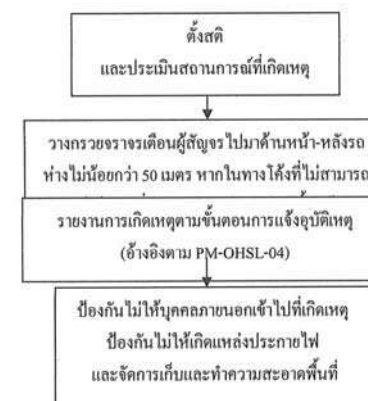 ตั้งสติ
และประเมินสถานการณ์ที่เกิดเหตุ
วางกรวยจราจรเตือนผู้สัญจรไปมาด้านหน้า-หลังรถ
ห่างไม่น้อยกว่า 50 เมตร หากในทางโค้งที่ไม่สามารถ
รายงานการเกิดเหตุตามขั้นตอนการแจ้งอุบัติเหตุ
(อ้างอิงตาม PM-OHSL-04)
ป้องกันไม่ให้บุคคลภายนอกเข้าไปที่เกิดเหตุ
ป้องกันไม่ให้เกิดแหล่งประกายไฟ
และจัดการเก็บและทำความสะอาดพื้นที่